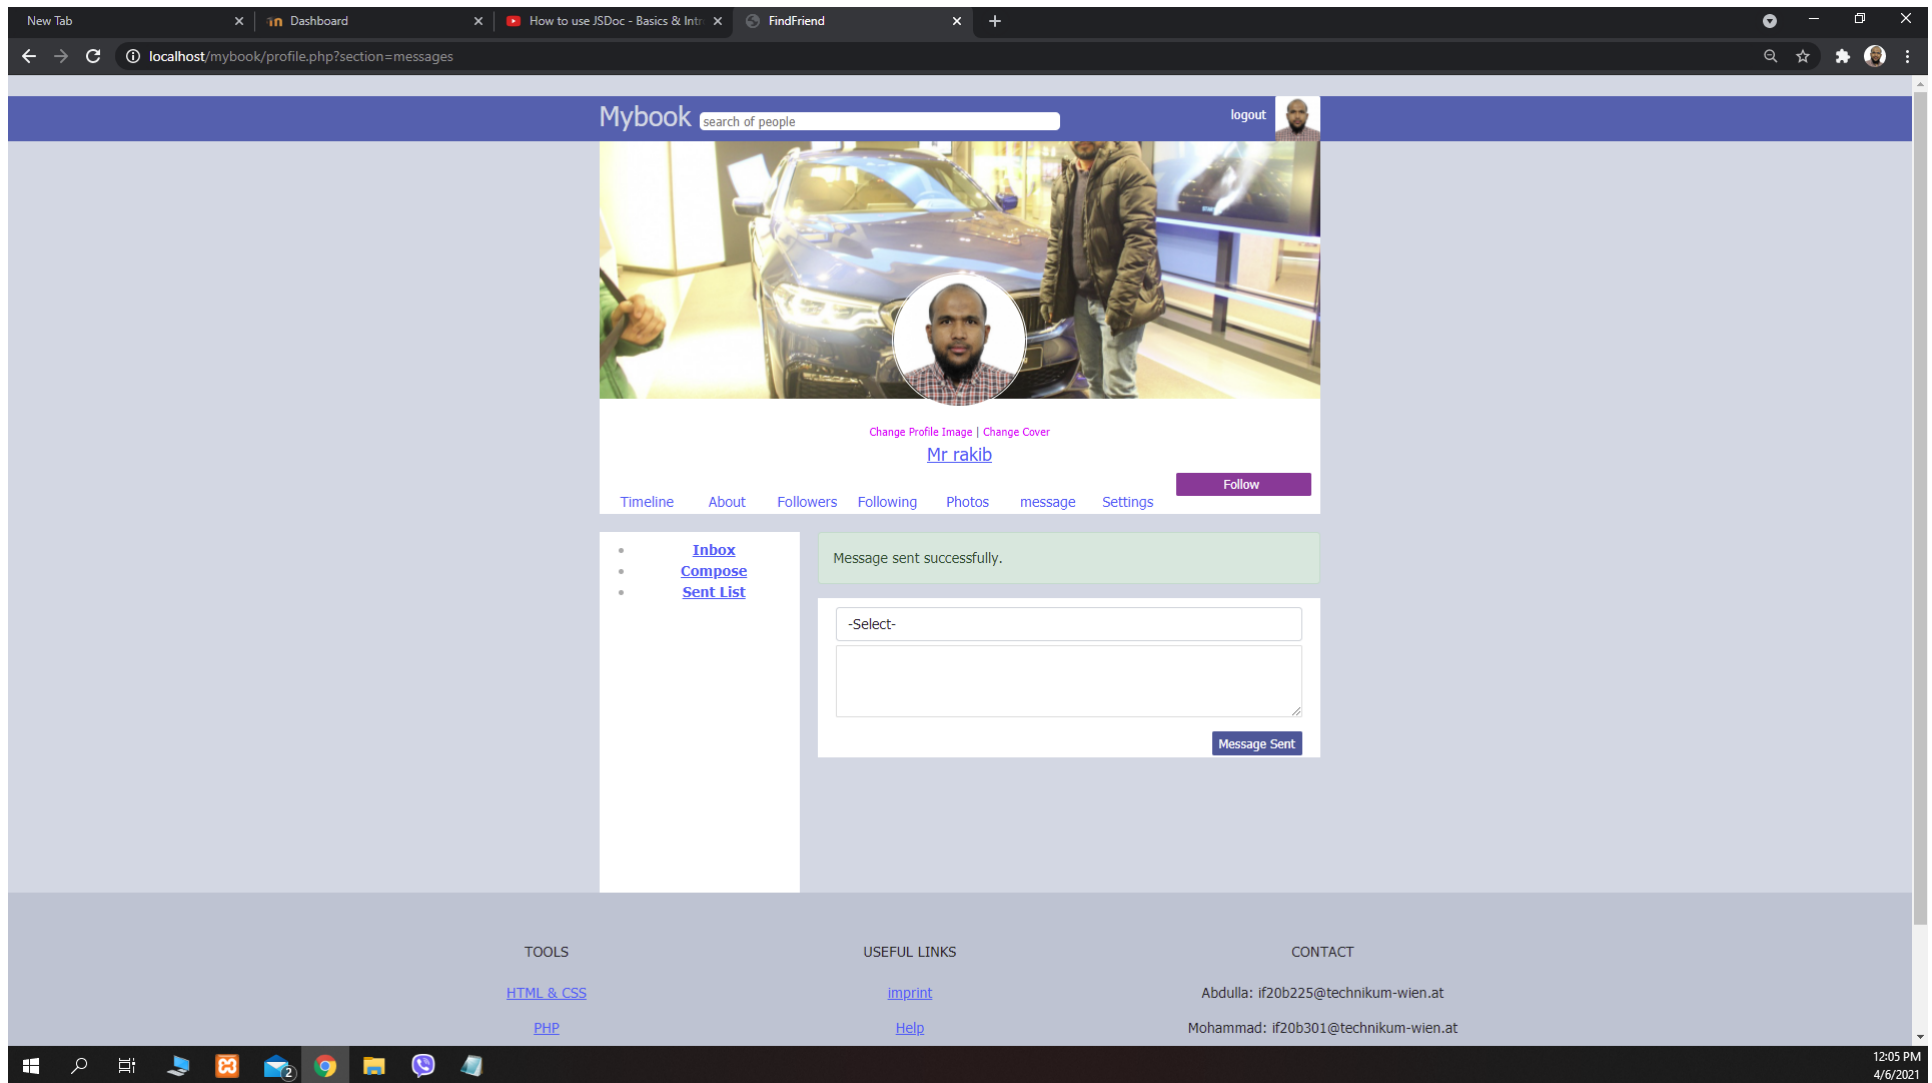 New Tab
Dashboard
How to use JSDoc - Basics & Intr
FindFriend
localhost/mybook/profile.php?section=messages
Mybook
search of people
logout
Change Profile Image | Change Cover
Mr rakib
Follow
Timeline About Followers Following Photos message Settings
Inbox
Compose
Sent List
Message sent successfully.
-Select-
Message Sent
TOOLS
HTML & CSS
PHP
USEFUL LINKS
imprint
Help
CONTACT
Abdulla: if20b225@technikum-wien.at
Mohammad: if20b301@technikum-wien.at
2
12:05 PM
4/6/2021